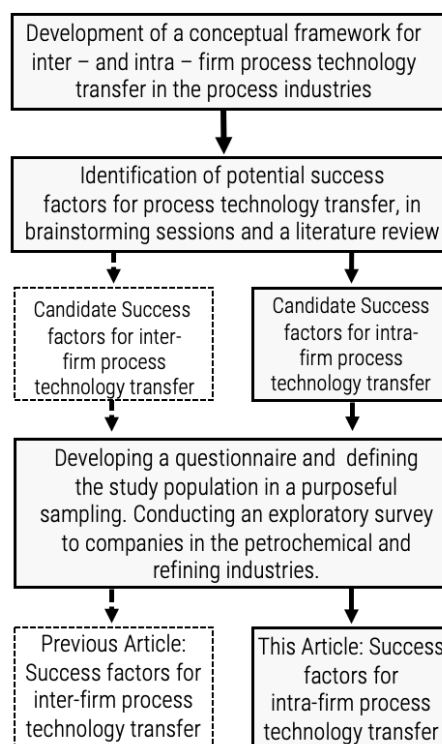 Development of a conceptual framework for
inter – and intra – firm process technology
transfer in the process industries
Identification of potential success
factors for process technology transfer, in
brainstorming sessions and a literature review
Candidate Success
factors for inter-
firm process
technology transfer
Candidate Success
factors for intra-
firm process
technology transfer
Developing a questionnaire and defining
the study population in a purposeful
sampling. Conducting an exploratory survey
to companies in the petrochemical and
refining industries.
Previous Article:
Success factors for
inter-firm process
technology transfer
This Article: Success
factors for
intra-firm process
technology transfer